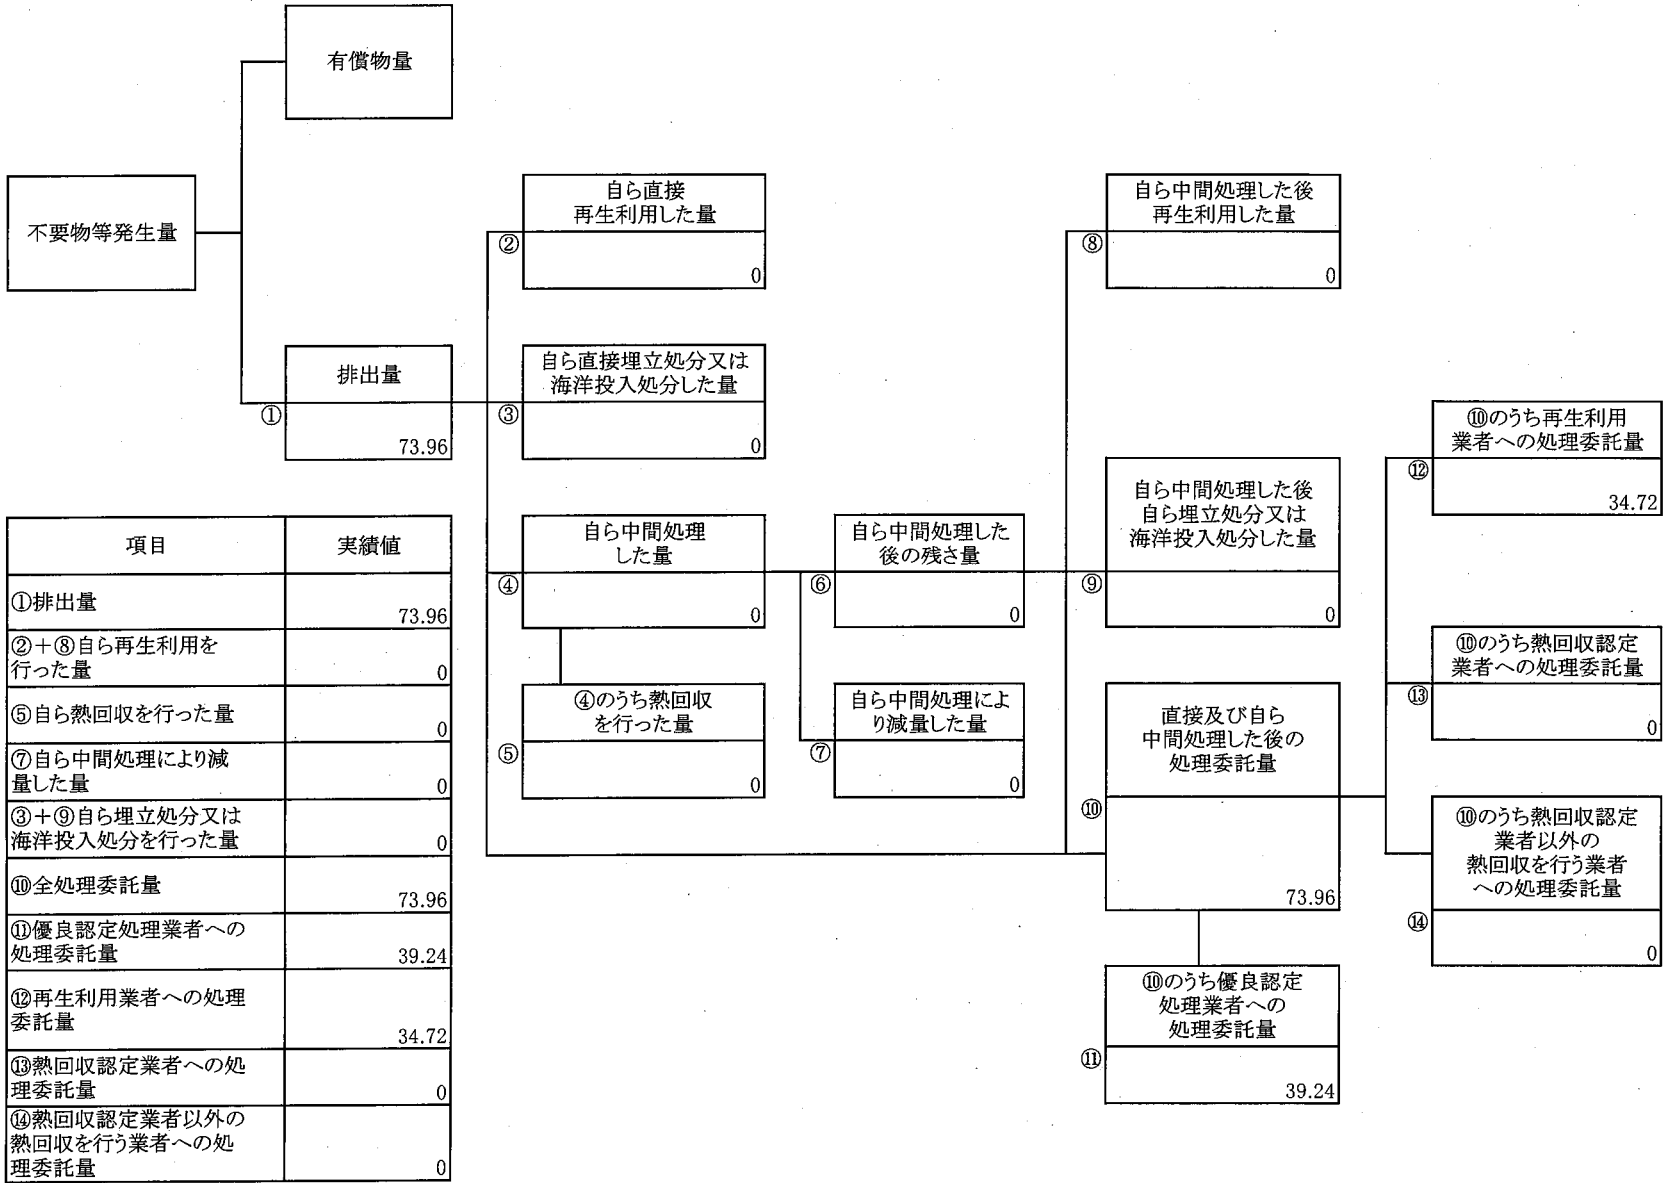 有償物量
不要物等発生量
排出量
①
73.96
自ら直接
再生利用した量
②
0
自ら直接埋立処分又は
海洋投入処分した量
③
0
自ら中間処理
した量
④
0
④のうち熱回収
を行った量
⑤
0
自ら中間処理した
後の残さ量
⑥
0
自ら中間処理によ
り減量した量
⑦
0
自ら中間処理した後
再生利用した量
⑧
0
自ら中間処理した後
自ら埋立処分又は
海洋投入処分した量
⑨
0
直接及び自ら
中間処理した後の
処理委託量
⑩
73.96
⑩のうち優良認定
処理業者への
処理委託量
⑪
39.24
⑩のうち再生利用
業者への処理委託量
⑫
34.72
⑩のうち熱回収認定
業者への処理委託量
⑬
0
⑩のうち熱回収認定
業者以外の
熱回収を行う業者
への処理委託量
⑭
0
項目 実績値
①排出量
73.96
②+⑧自ら再生利用を
行った量
0
⑤自ら熱回収を行った量
0
⑦自ら中間処理により減
量した量
0
③+⑨自ら埋立処分又は
海洋投入処分を行った量
0
⑩全処理委託量
73.96
⑪優良認定処理業者への
処理委託量
39.24
⑫再生利用業者への処理
委託量
34.72
⑬熱回収認定業者への処
理委託量
0
⑭熱回収認定業者以外の
熱回収を行う業者への処
理委託量
0